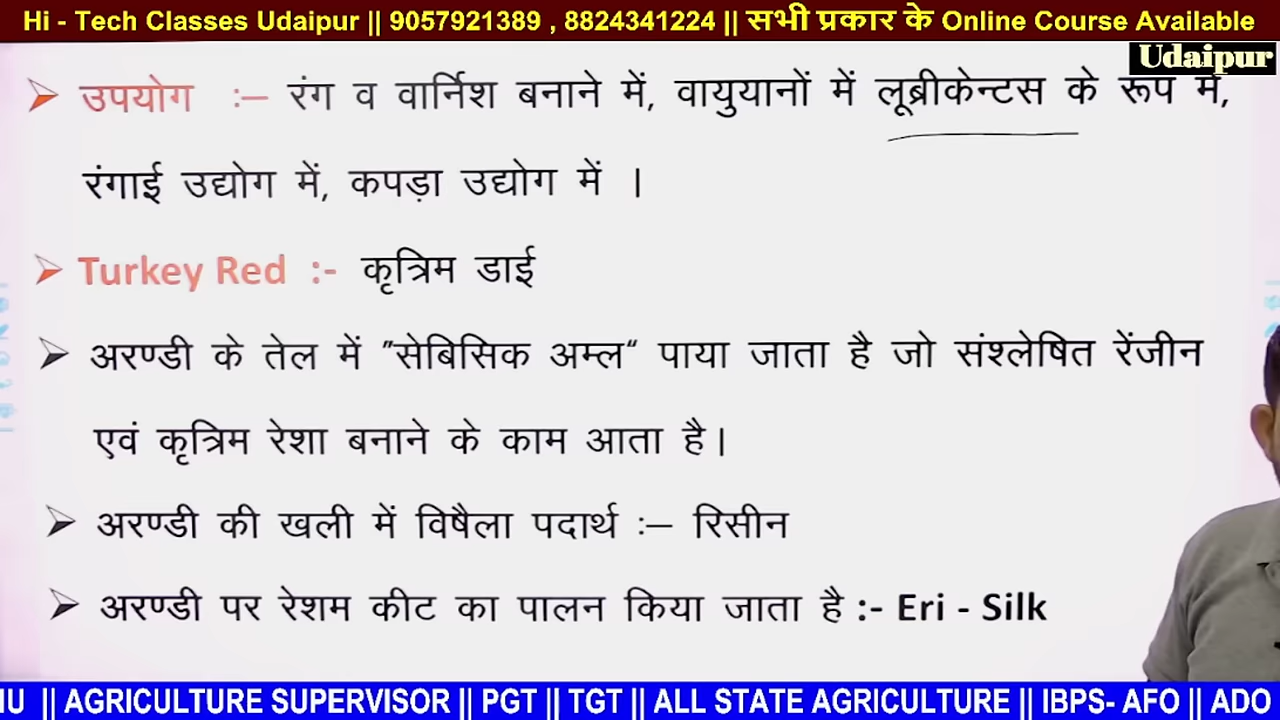 Hi - Tech Classes Udaipur || 9057921389 , 8824341224 || सभी प्रकार के Online Course Available
Udaipur
उपयोग :– रंग व वार्निश बनाने में, वायुयानों में लूब्रीकेन्टस के रूप में,
रंगाई उद्योग में, कपड़ा उद्योग में ।
Turkey Red :- कृत्रिम डाई
अरण्डी के तेल में "सेबिसिक अम्ल" पाया जाता है जो संश्लेषित रेंजीन
एवं कृत्रिम रेशा बनाने के काम आता है।
अरण्डी की खली में विषैला पदार्थ :– रिसीन
अरण्डी पर रेशम कीट का पालन किया जाता है :- Eri - Silk
|| AGRICULTURE SUPERVISOR || PGT || TGT || ALL STATE AGRICULTURE || IBPS- AFO || ADO